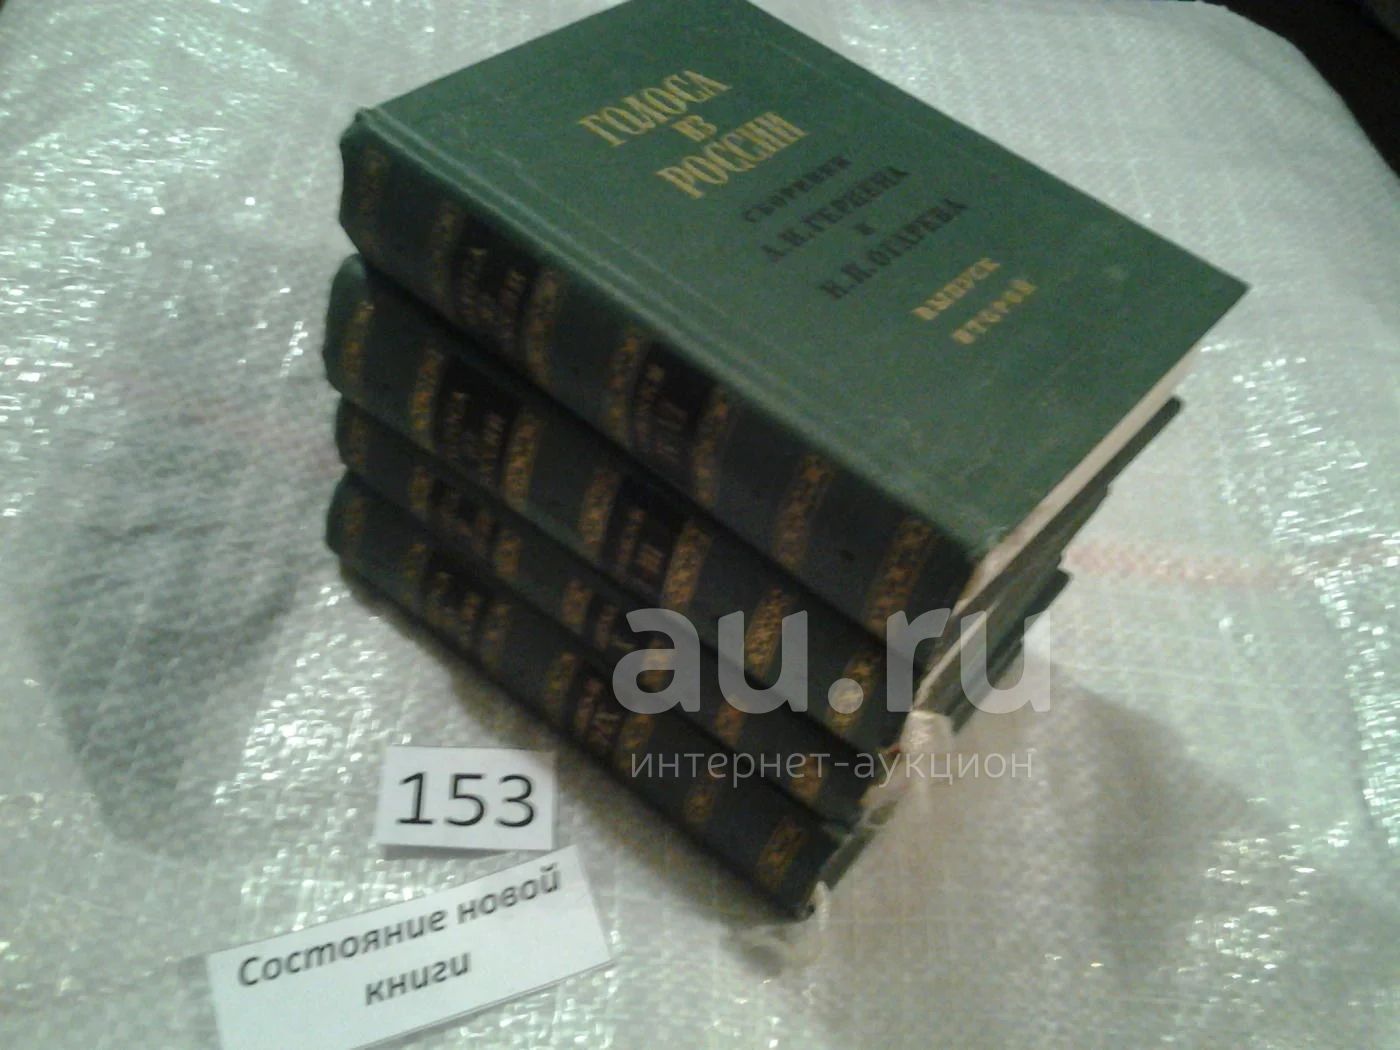 ГОЛОСА
ИЗ
РОССИИ
СБОРНИКИ
А.И.ГЕРЦЕНА
И
Н.П.ОГАРЕВА
ВЫПУСК
ВТОРОЙ
au.ru
интернет-аукцион
153
Состояние новой
книги